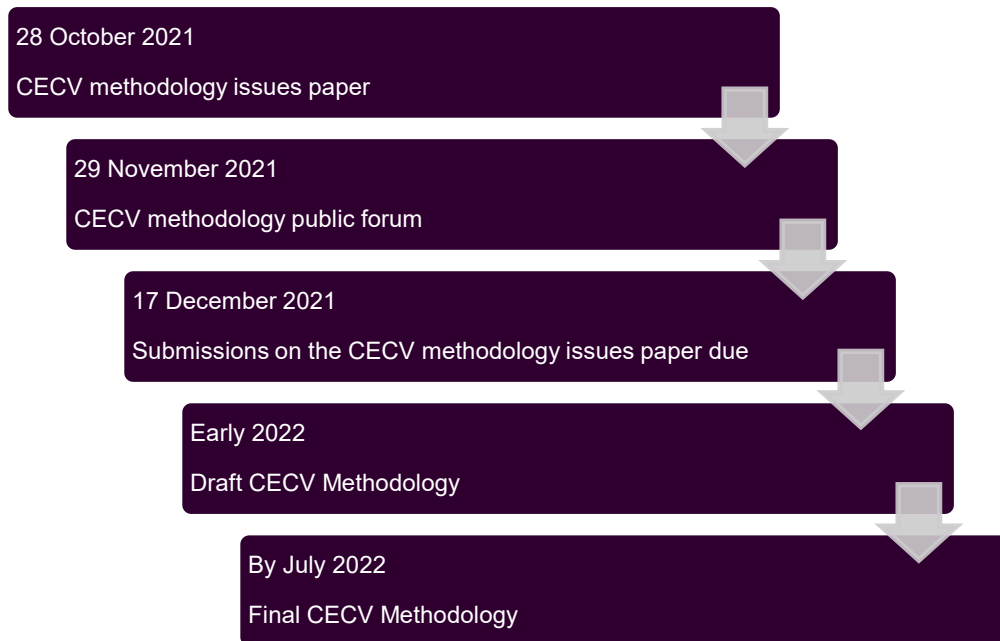 28 October 2021
CECV methodology issues paper
29 November 2021
CECV methodology public forum
17 December 2021
Submissions on the CECV methodology issues paper due
Early 2022
Draft CECV Methodology
By July 2022
Final CECV Methodology